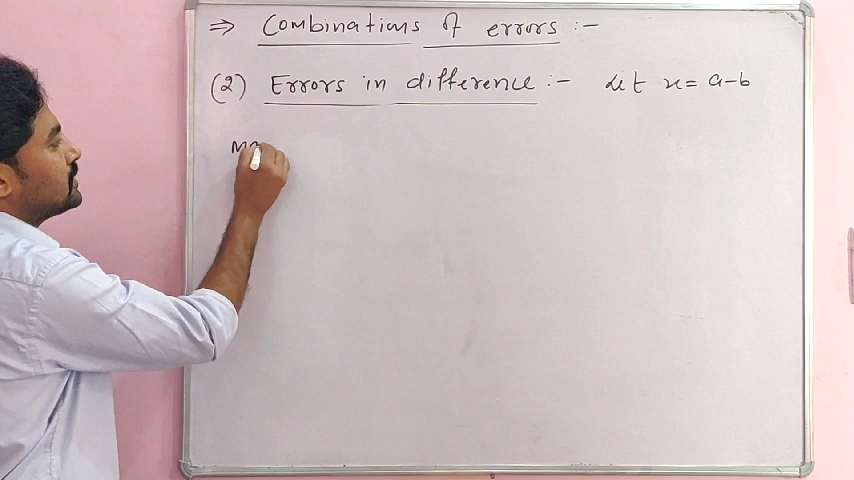 ⇒ Combinations of errors :-
(2) Errors in difference :- Let x = a-b